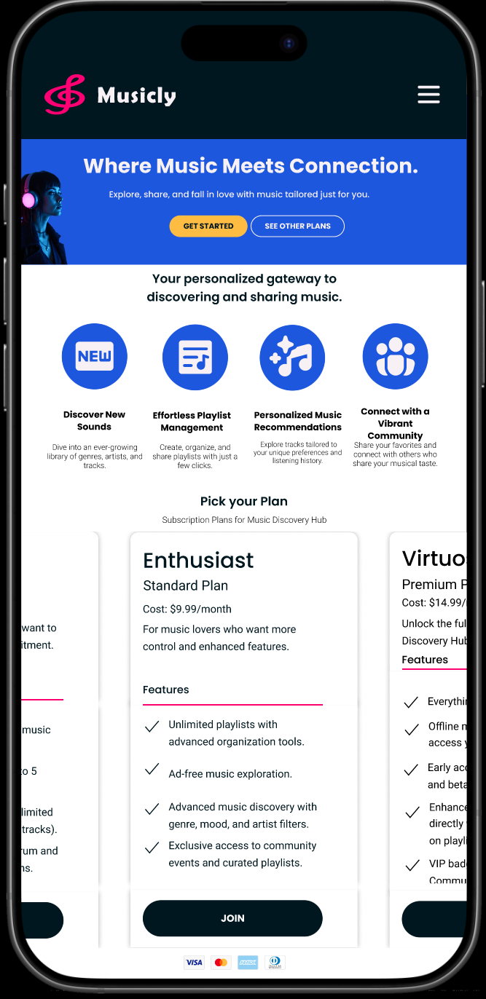 Musicly
Where Music Meets Connection.
Explore, share, and fall in love with music tailored just for you.
GET STARTED
SEE OTHER PLANS
Your personalized gateway to
discovering and sharing music.
NEW
Discover New
Sounds
Dive into an ever-growing
library of genres, artists, and
tracks.
Effortless Playlist
Management
Create, organize, and
share playlists with just a
few clicks.
Personalized Music
Recommendations
Explore tracks tailored to
your unique preferences and
listening history.
Connect with a
Vibrant
Community
Share your favorites and
connect with others who
share your musical taste.
Pick your Plan
Subscription Plans for Music Discovery Hub
want to
itment.
music
to 5
limited
tracks).
rum and
ns.
Enthusiast
Standard Plan
Cost: $9.99/month
For music lovers who want more
control and enhanced features.
Features
Unlimited playlists with
advanced organization tools.
Ad-free music exploration.
Advanced music discovery with
genre, mood, and artist filters.
Exclusive access to community
events and curated playlists.
JOIN
Virtuos
Premium P
Cost: $14.99/
Unlock the ful
Discovery Hub
Features
Everythin
Offline m
access y
Early acc
and beta
Enhance
directly
on playli
VIP bad
Commu
VISA
AMEX
Diners Club